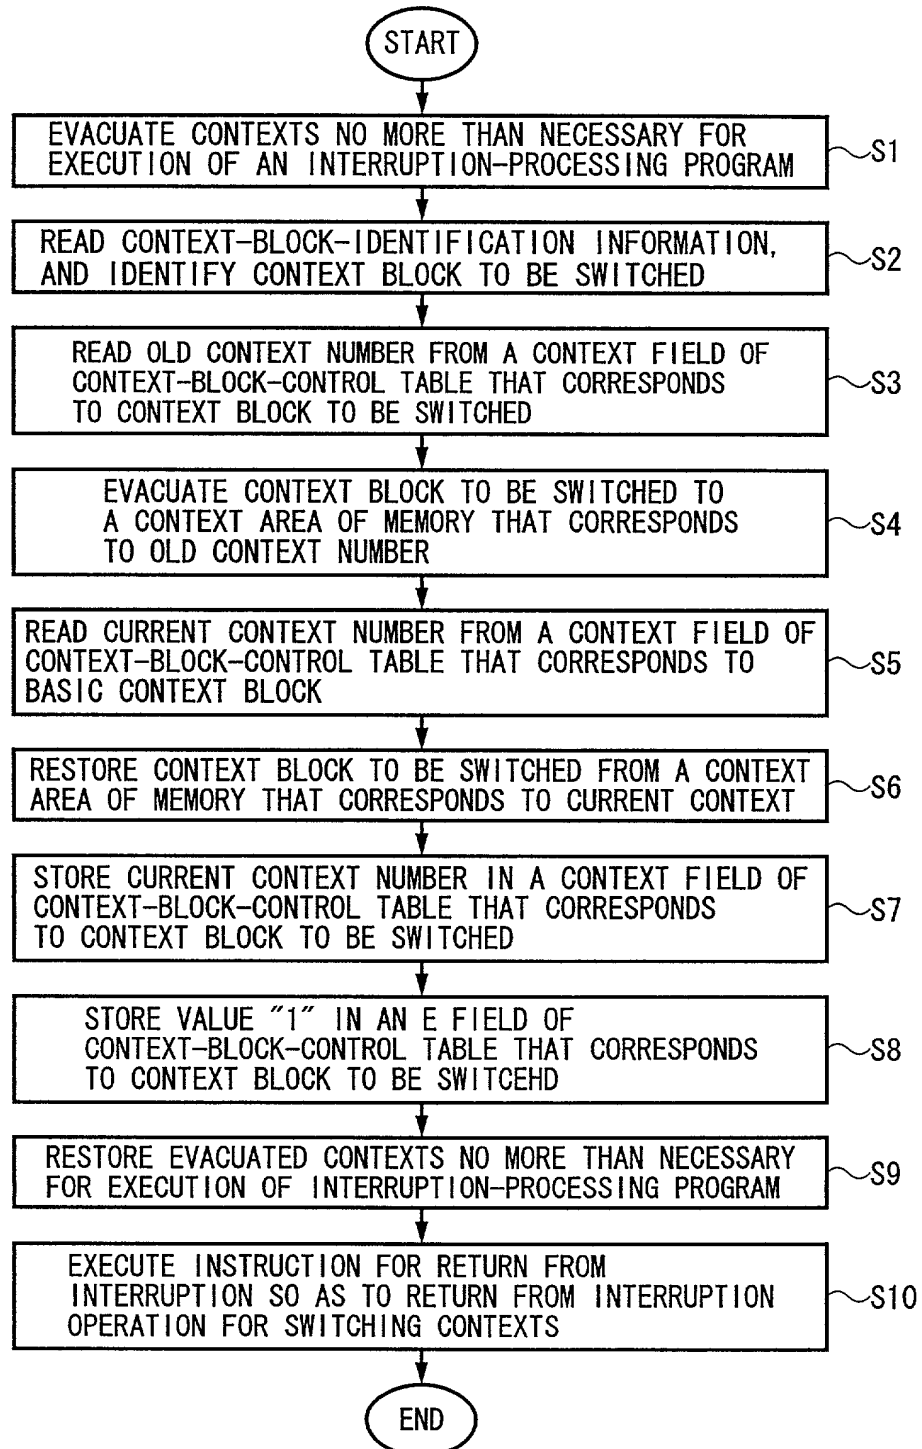 START
EVACUATE CONTEXTS NO MORE THAN NECESSARY FOR
EXECUTION OF AN INTERRUPTION-PROCESSING PROGRAM
S1
READ CONTEXT-BLOCK-IDENTIFICATION INFORMATION,
AND IDENTIFY CONTEXT BLOCK TO BE SWITCHED
S2
READ OLD CONTEXT NUMBER FROM A CONTEXT FIELD OF
CONTEXT-BLOCK-CONTROL TABLE THAT CORRESPONDS
TO CONTEXT BLOCK TO BE SWITCHED
S3
EVACUATE CONTEXT BLOCK TO BE SWITCHED TO
A CONTEXT AREA OF MEMORY THAT CORRESPONDS
TO OLD CONTEXT NUMBER
S4
READ CURRENT CONTEXT NUMBER FROM A CONTEXT FIELD OF
CONTEXT-BLOCK-CONTROL TABLE THAT CORRESPONDS TO
BASIC CONTEXT BLOCK
S5
RESTORE CONTEXT BLOCK TO BE SWITCHED FROM A CONTEXT
AREA OF MEMORY THAT CORRESPONDS TO CURRENT CONTEXT
S6
STORE CURRENT CONTEXT NUMBER IN A CONTEXT FIELD OF
CONTEXT-BLOCK-CONTROL TABLE THAT CORRESPONDS
TO CONTEXT BLOCK TO BE SWITCHED
S7
STORE VALUE "1" IN AN E FIELD OF
CONTEXT-BLOCK-CONTROL TABLE THAT CORRESPONDS
TO CONTEXT BLOCK TO BE SWITCEHD
S8
RESTORE EVACUATED CONTEXTS NO MORE THAN NECESSARY
FOR EXECUTION OF INTERRUPTION-PROCESSING PROGRAM
S9
EXECUTE INSTRUCTION FOR RETURN FROM
INTERRUPTION SO AS TO RETURN FROM INTERRUPTION
OPERATION FOR SWITCHING CONTEXTS
S10
END